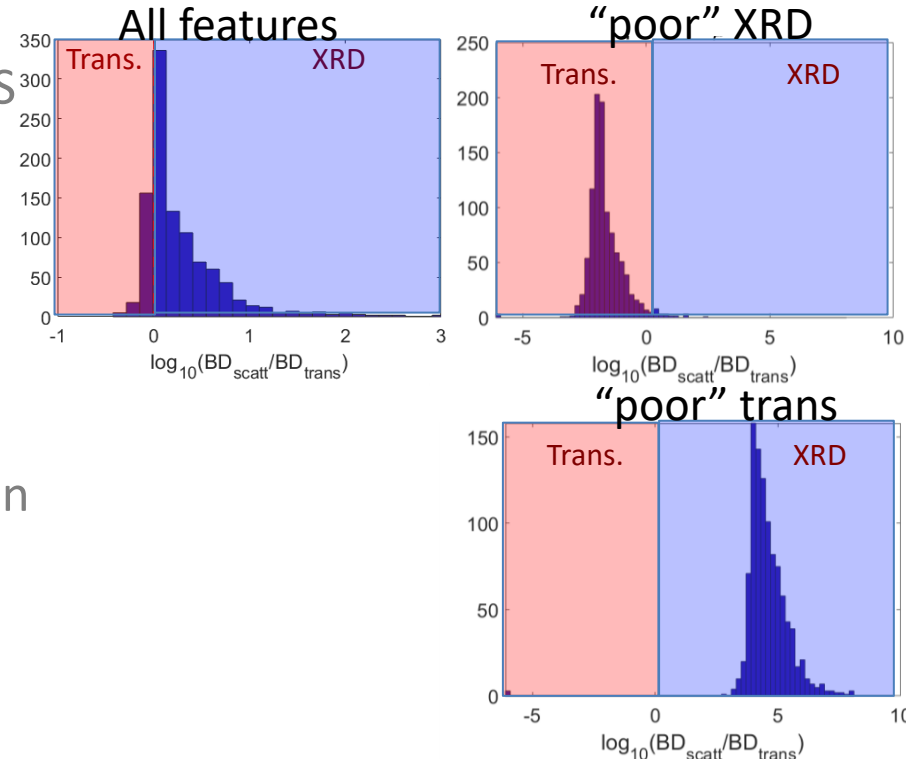 All features
Trans. XRD
s
350
300
250
200
150
100
50
0
-1 0 1 2 3
log10(BDscatt/BDtrans)
“poor” XRD
Trans. XRD
250
200
150
100
50
0
-5 0 5 10
log10(BDscatt/BDtrans)
“poor” trans
Trans. XRD
n
150
100
50
0
-5 0 5 10
log10(BDscatt/BDtrans)